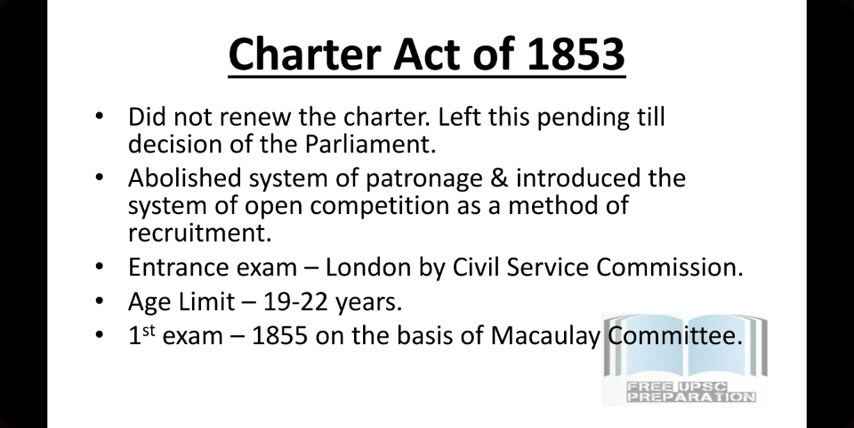 Charter Act of 1853
• Did not renew the charter. Left this pending till
decision of the Parliament.
• Abolished system of patronage & introduced the
system of open competition as a method of
recruitment.
• Entrance exam – London by Civil Service Commission.
• Age Limit – 19-22 years.
• 1st exam – 1855 on the basis of Macaulay Committee.
FREE UPSC
PREPARATION